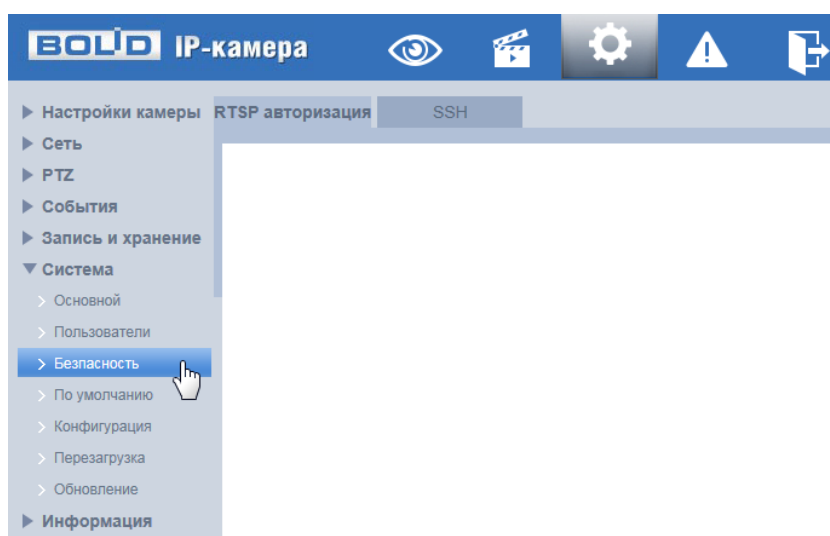 BOLID IP-камера
Настройки камеры
RTSP авторизация
SSH
Сеть
PTZ
События
Запись и хранение
Система
Основной
Пользователи
Безпасность
По умолчанию
Конфигурация
Перезагрузка
Обновление
Информация